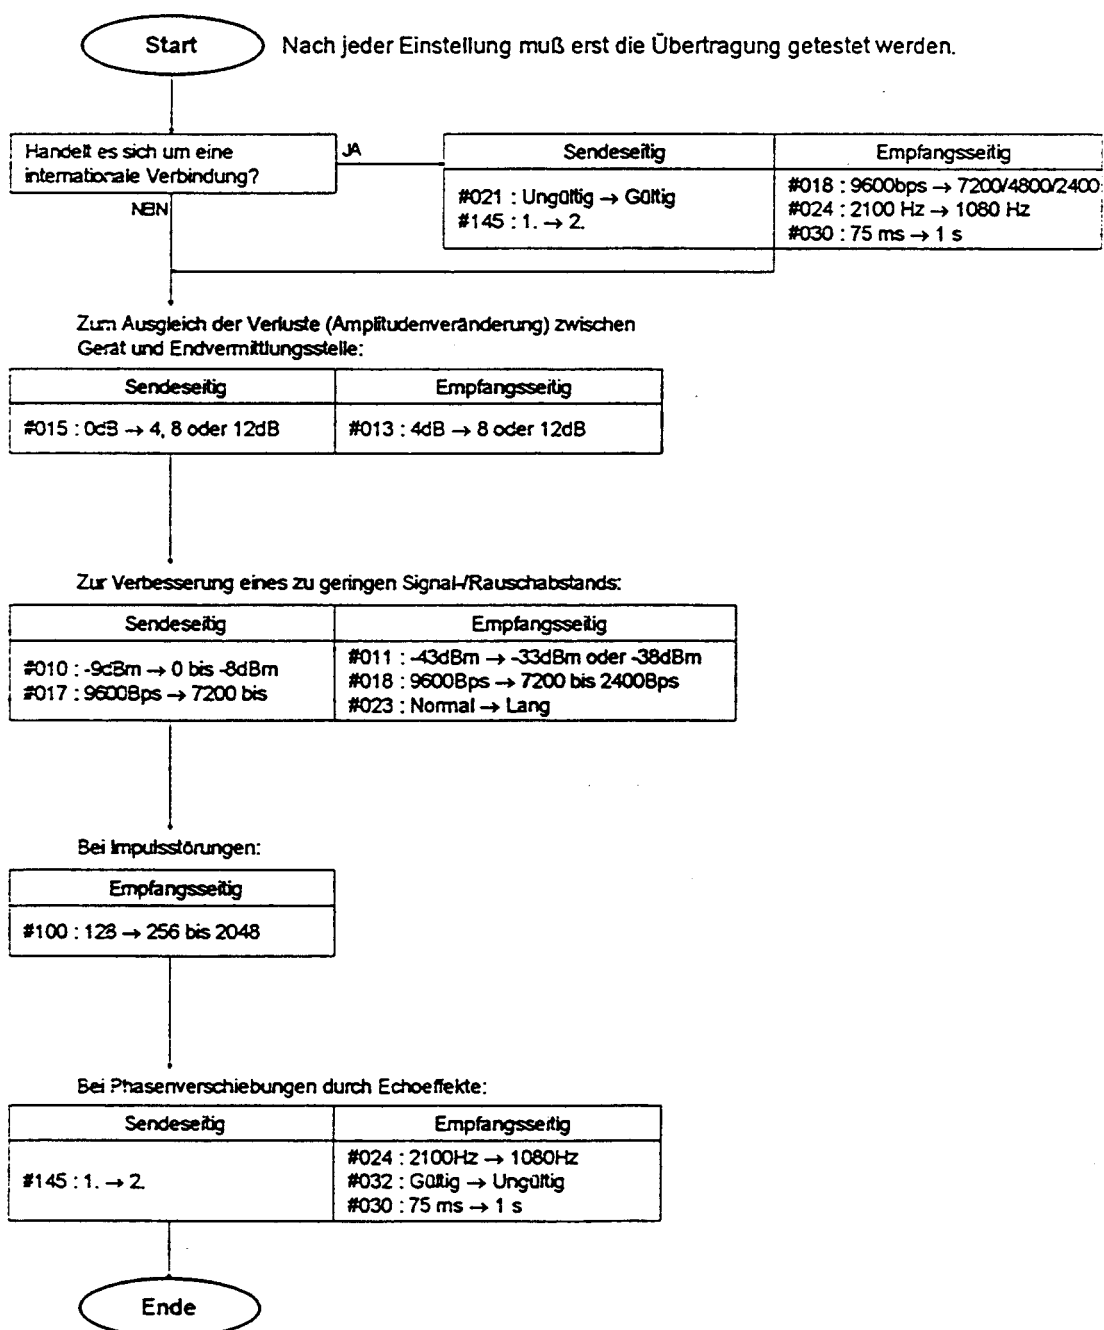 Start
Nach jeder Einstellung muß erst die Übertragung getestet werden.
Handelt es sich um eine
internationale Verbindung?
JA
NEIN
Sendeseitig
Empfangsseitig
#021 : Ungültig → Gültig
#145 : 1. → 2.
#018 : 9600bps → 7200/4800/2400
#024 : 2100 Hz → 1080 Hz
#030 : 75 ms → 1 s
Zum Ausgleich der Verluste (Amplitudenveränderung) zwischen
Gerät und Endvermittlungsstelle:
Sendeseitig
Empfangsseitig
#015 : 0dB → 4, 8 oder 12dB
#013 : 4dB → 8 oder 12dB
Zur Verbesserung eines zu geringen Signal-/Rauschabstands:
Sendeseitig
Empfangsseitig
#010 : -9dBm → 0 bis -8dBm
#017 : 9600Bps → 7200 bis
#011 : -43dBm → -33dBm oder -38dBm
#018 : 9600Bps → 7200 bis 2400Bps
#023 : Normal → Lang
Bei Impulsstörungen:
Empfangsseitig
#100 : 128 → 256 bis 2048
Bei Phasenverschiebungen durch Echoeffekte:
Sendeseitig
Empfangsseitig
#145 : 1. → 2.
#024 : 2100Hz → 1080Hz
#032 : Gültig → Ungültig
#030 : 75 ms → 1 s
Ende